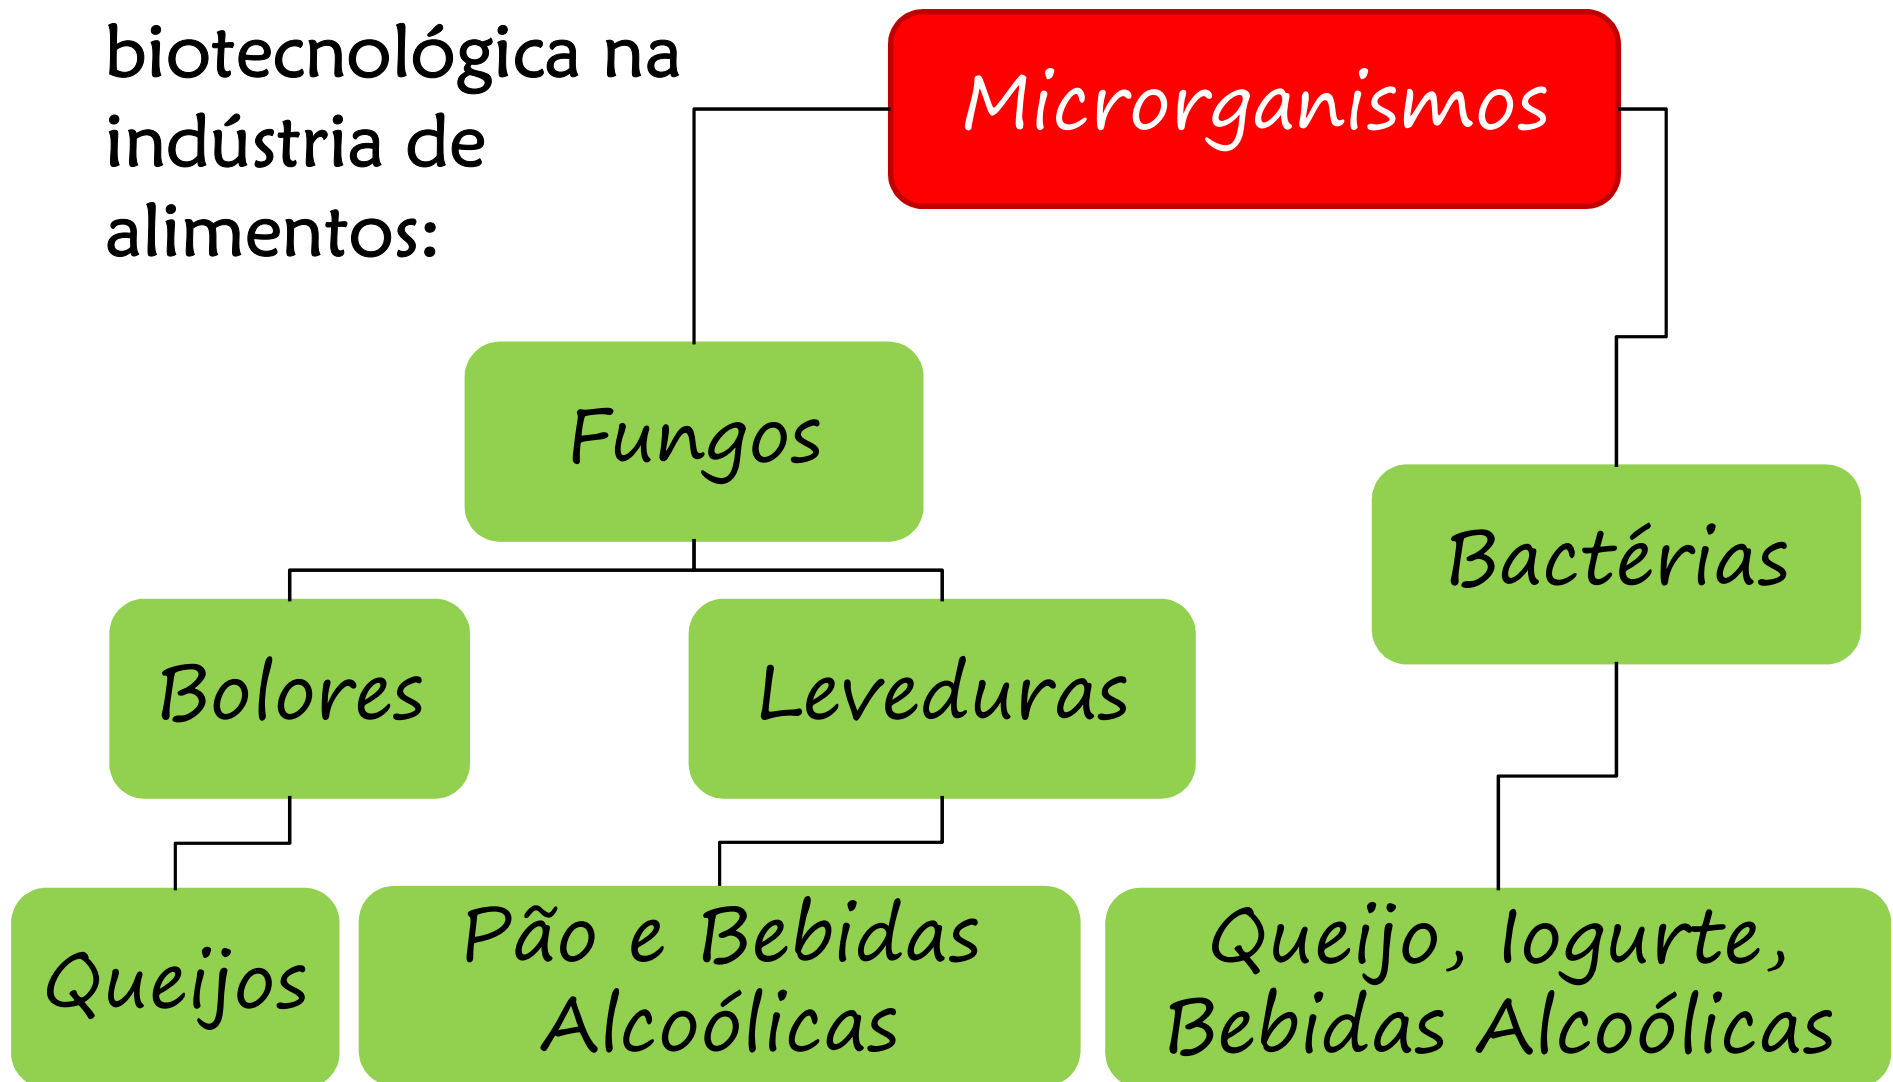 biotecnológica na
indústria de
alimentos:
Microrganismos
Fungos
Bactérias
Bolores
Leveduras
Queijos
Pão e Bebidas
Alcoólicas
Queijo, Iogurte,
Bebidas Alcoólicas